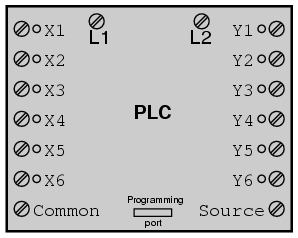 X1 L1 L2 Y1
X2 Y2
X3 Y3
X4 PLC Y4
X5 Y5
X6 Y6
Common Programming port Source